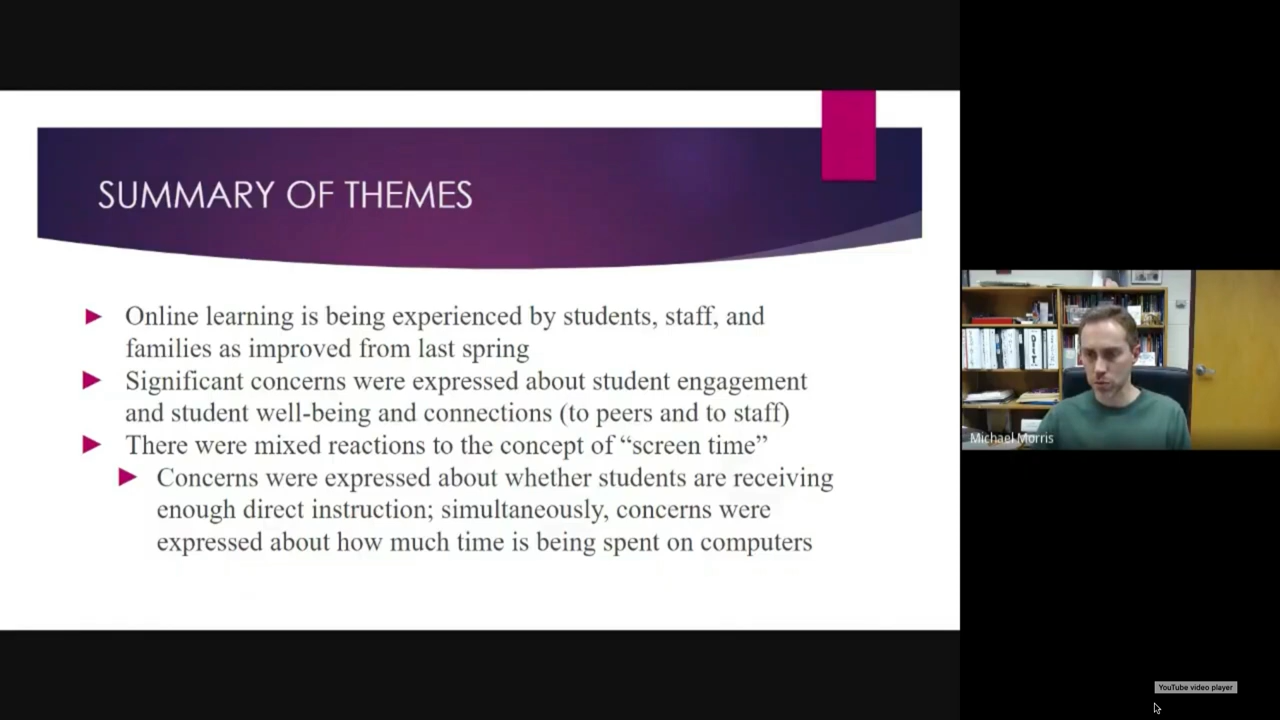 SUMMARY OF THEMES
Online learning is being experienced by students, staff, and
families as improved from last spring
Significant concerns were expressed about student engagement
and student well-being and connections (to peers and to staff)
There were mixed reactions to the concept of “screen time”
Concerns were expressed about whether students are receiving
enough direct instruction; simultaneously, concerns were
expressed about how much time is being spent on computers
Michael Morris
YouTube video player